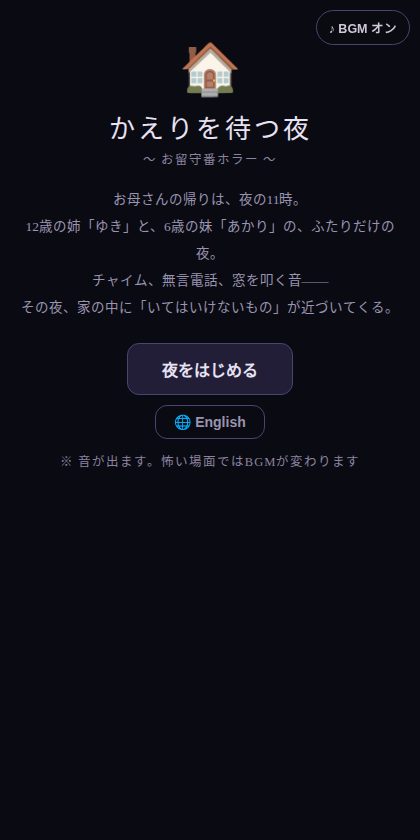 ♪ BGM オン
かえりを待つ夜
〜 お留守番ホラー 〜
お母さんの帰りは、夜の11時。
12歳の姉「ゆき」と、6歳の妹「あかり」の、ふたりだけの
夜。
チャイム、無言電話、窓を叩く音――
その夜、家の中に「いてはいけないもの」が近づいてくる。
夜をはじめる
🌐 English
※ 音が出ます。怖い場面ではBGMが変わります